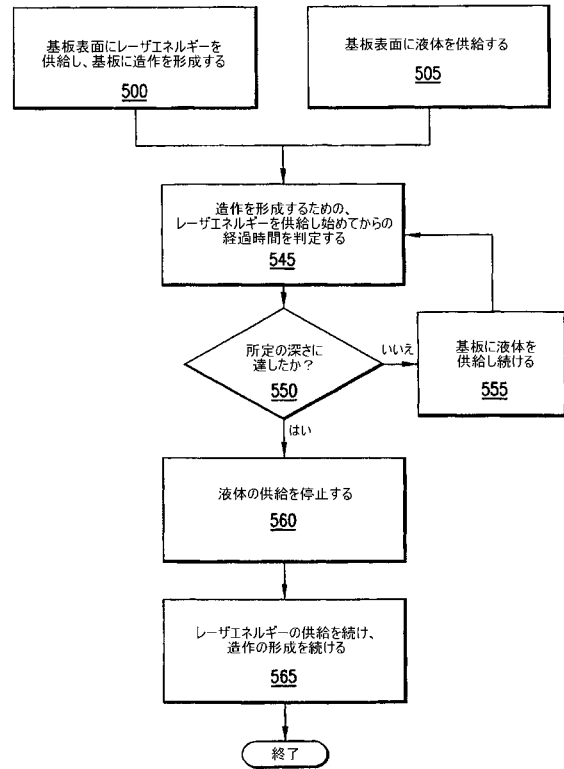 基板表面にレーザエネルギーを
供給し、基板に造作を形成する
500
基板表面に液体を供給する
505
造作を形成するための、
レーザエネルギーを供給し始めてからの
経過時間を判定する
545
所定の深さに
達したか？
550
いいえ
基板に液体を
供給し続ける
555
はい
液体の供給を停止する
560
レーザエネルギーの供給を続け、
造作の形成を続ける
565
終了